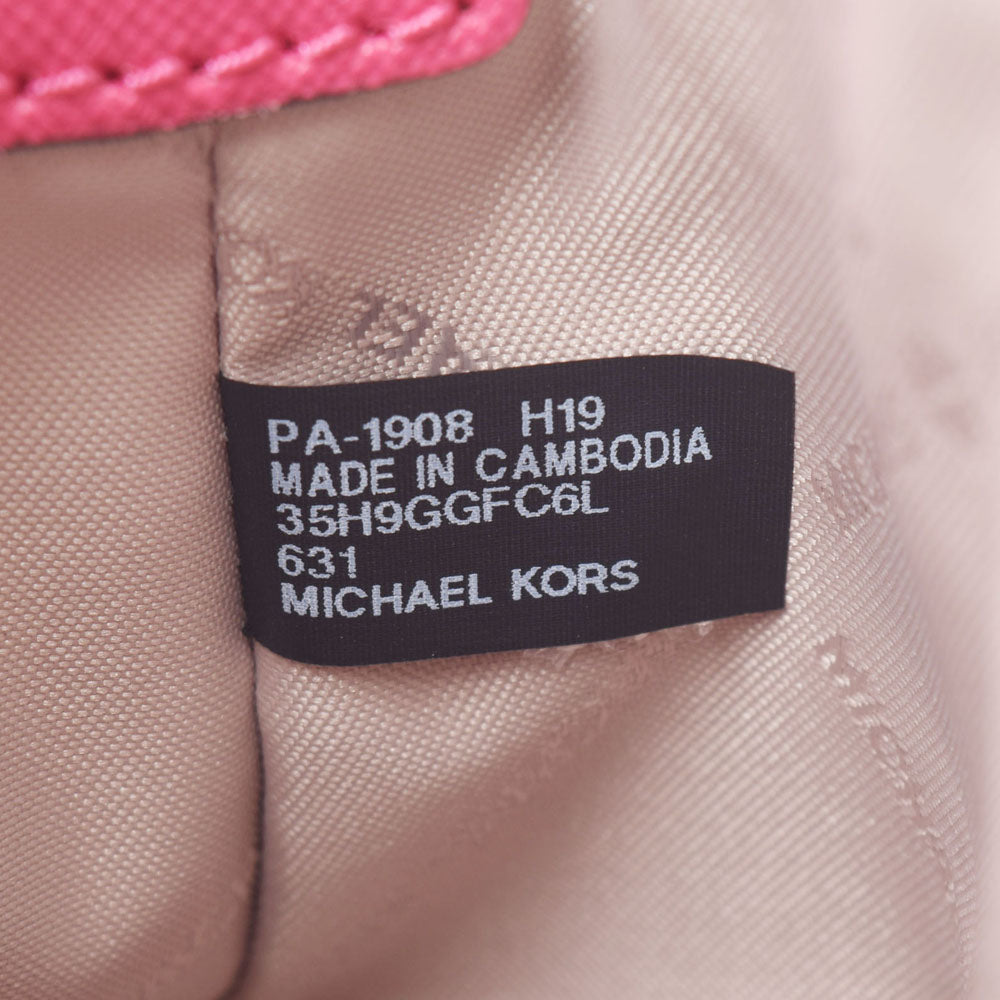 PA-1908 H19
MADE IN CAMBODIA
35H9GGFC6L
631
MICHAEL KORS